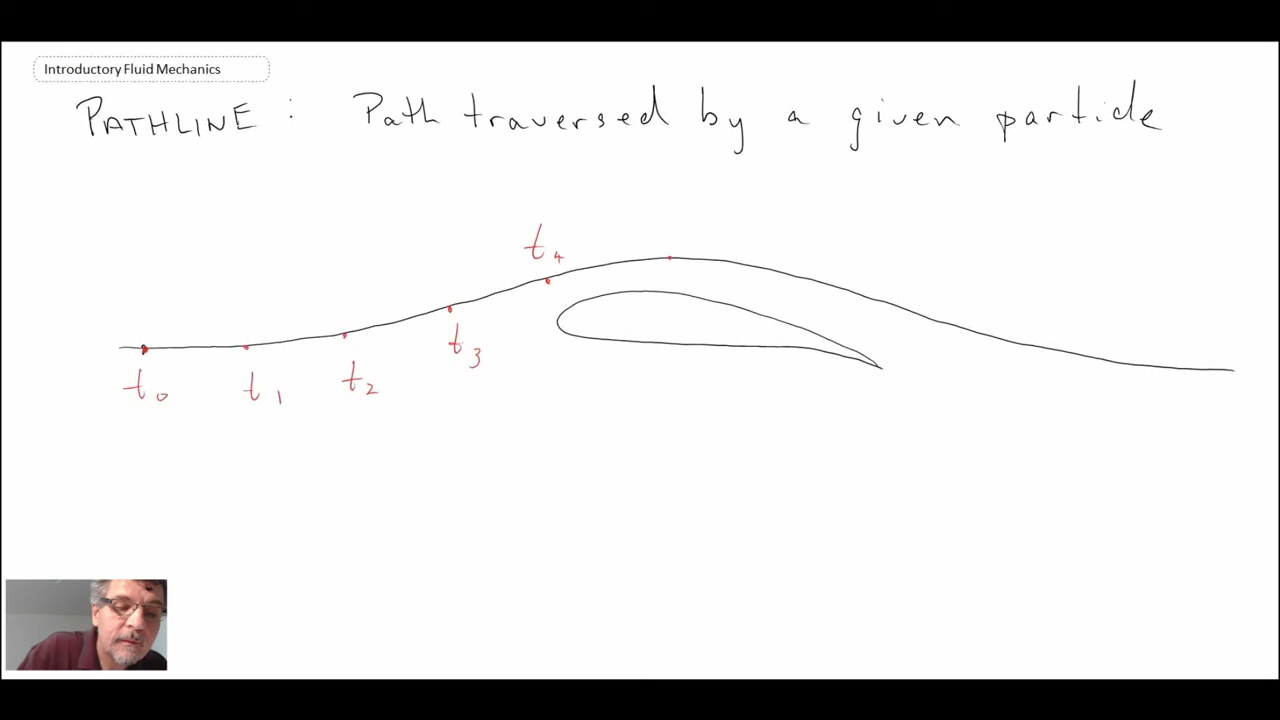 Introductory Fluid Mechanics
PATHLINE : Path traversed by a given particle
t4
t3
t0 t1 t2